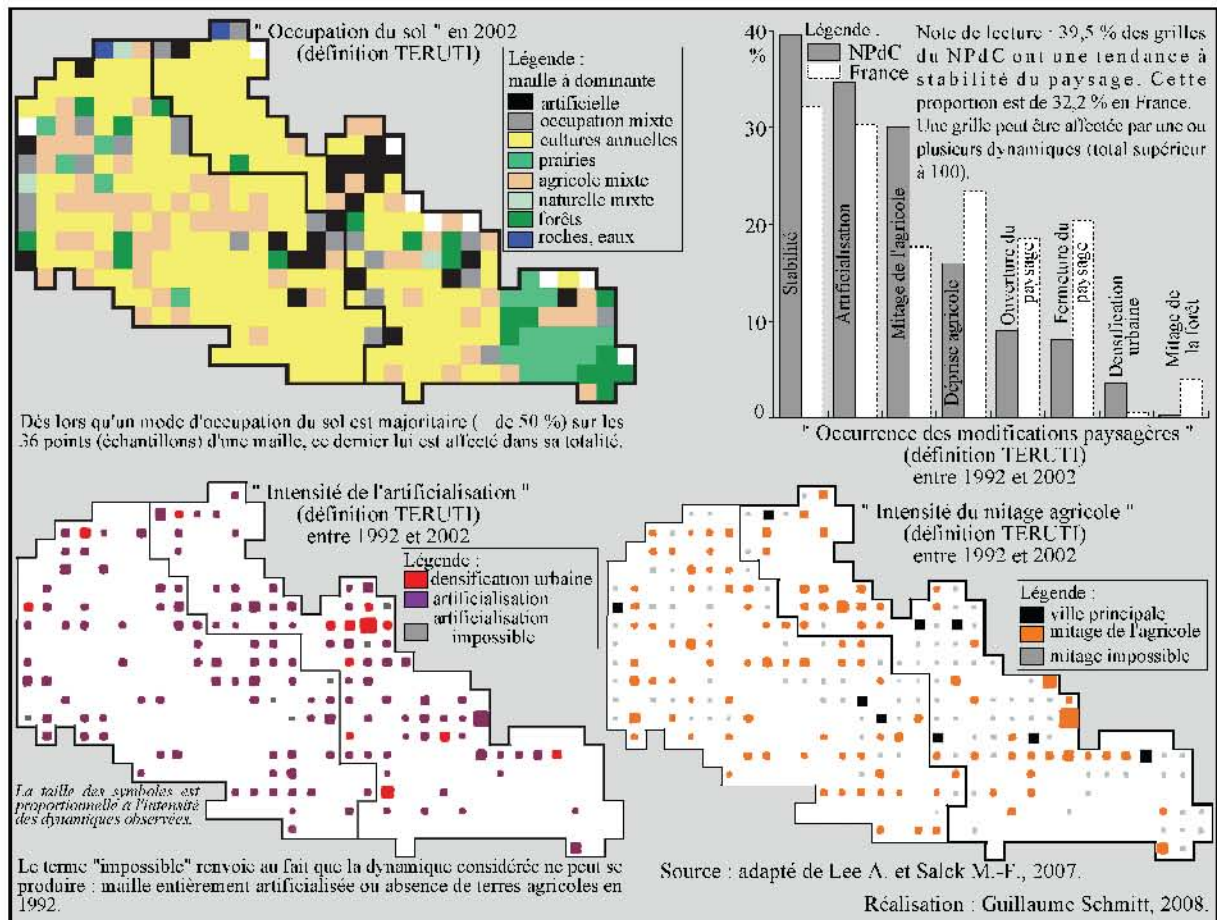 " Occupation du sol " en 2002
(définition TERUTI)
Légende :
maille à dominante
artificielle
occupation mixte
cultures annuelles
prairies
agricole mixte
naturelle mixte
forêts
roches, eaux
Dès lors qu'un mode d'occupation du sol est majoritaire ( de 50 %) sur les
36 points (échantillons) d'une maille, ce dernier lui est affecté dans sa totalité.
40
%
30
20
10
0
Légende :
NPdC
France
Note de lecture : 39,5 % des grilles
du NPdC ont une tendance à
stabilité du paysage. Cette
proportion est de 32,2 % en France.
Une grille peut être affectée par une ou
plusieurs dynamiques (total supérieur
à 100).
Stabilité
Artificialisation
Mitage de l'agricole
Déprise agricole
Ouverture du
paysage
Fermeture du
paysage
Densification
urbaine
Mitage de
la forêt
" Occurrence des modifications paysagères "
(définition TERUTI)
entre 1992 et 2002
" Intensité de l'artificialisation "
(définition TERUTI)
entre 1992 et 2002
Légende :
densification urbaine
artificialisation
artificialisation
impossible
La taille des symboles est
proportionnelle à l'intensité
des dynamiques observées.
Le terme "impossible" renvoie au fait que la dynamique considérée ne peut se
produire : maille entièrement artificialisée ou absence de terres agricoles en
1992.
" Intensité du mitage agricole "
(définition TERUTI)
entre 1992 et 2002
Légende :
ville principale
mitage de l'agricole
mitage impossible
Source : adapté de Lee A. et Salck M.-F., 2007.
Réalisation : Guillaume Schmitt, 2008.